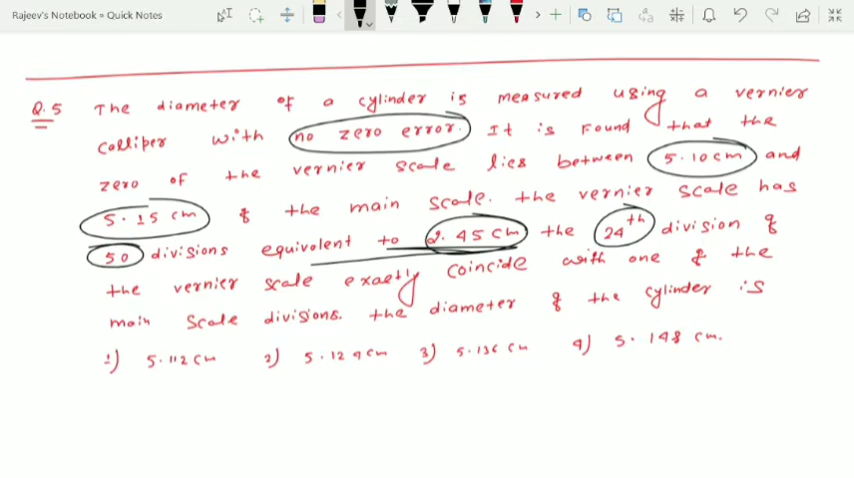 Rajeev's Notebook » Quick Notes
Q.5 The diameter of a cylinder is measured using a vernier
calliper with no zero error. It is found that the
zero of the vernier scale lies between 5.10cm and
5.15 cm of the main scale. the vernier scale has
50 divisions equivalent to 2.45 cm the 24th division of
the vernier scale exactly coincide with one of the
main scale divisions. the diameter of the cylinder is
1) 5.112 cm 2) 5.124 cm 3) 5.136 cm 4) 5.148 cm.